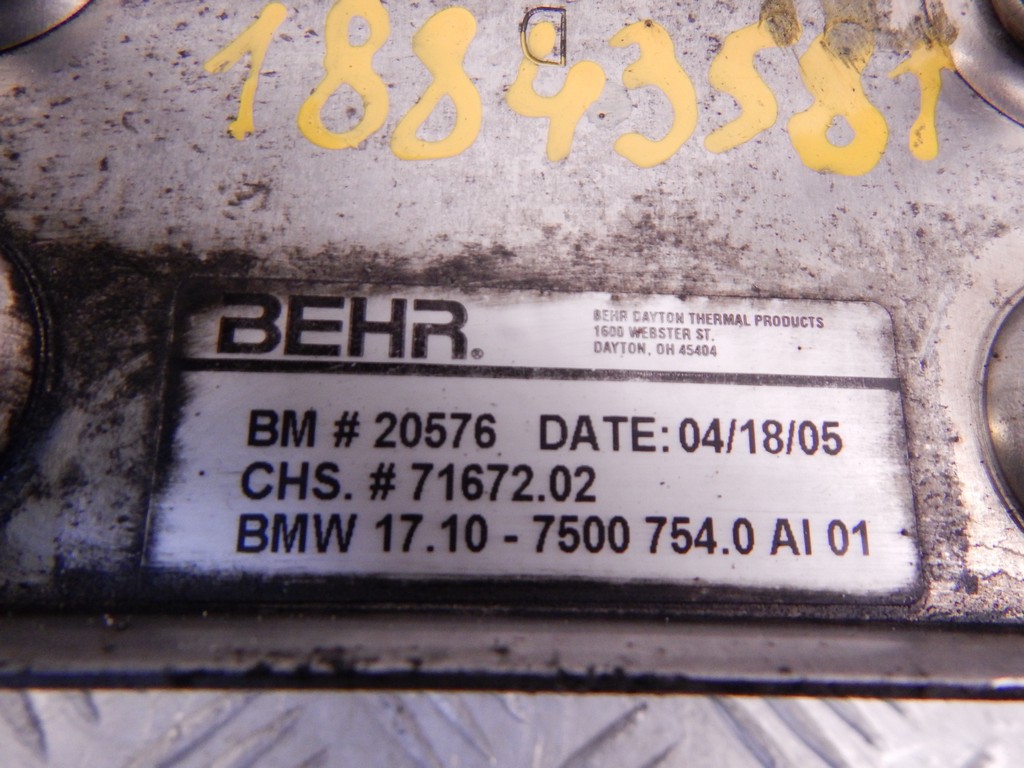 18843581
D
BEHR®
BEHR DAYTON THERMAL PRODUCTS
1600 WEBSTER ST.
DAYTON, OH 45404
BM # 20576 DATE: 04/18/05
CHS. # 71672.02
BMW 17.10 - 7500 754.0 AI 01